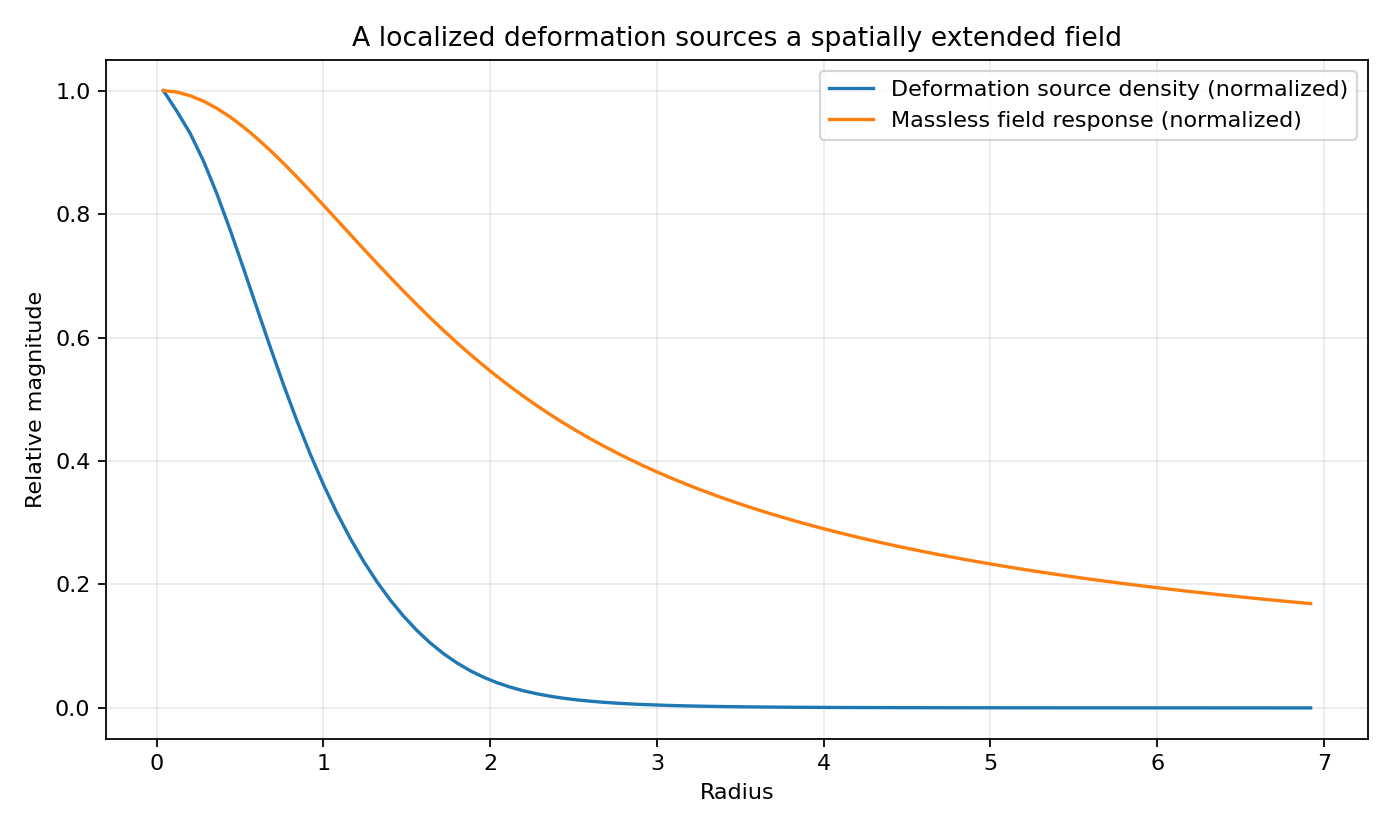 A localized deformation sources a spatially extended field
Deformation source density (normalized)
Massless field response (normalized)
Relative magnitude
1.0
0.8
0.6
0.4
0.2
0.0
0 1 2 3 4 5 6 7
Radius